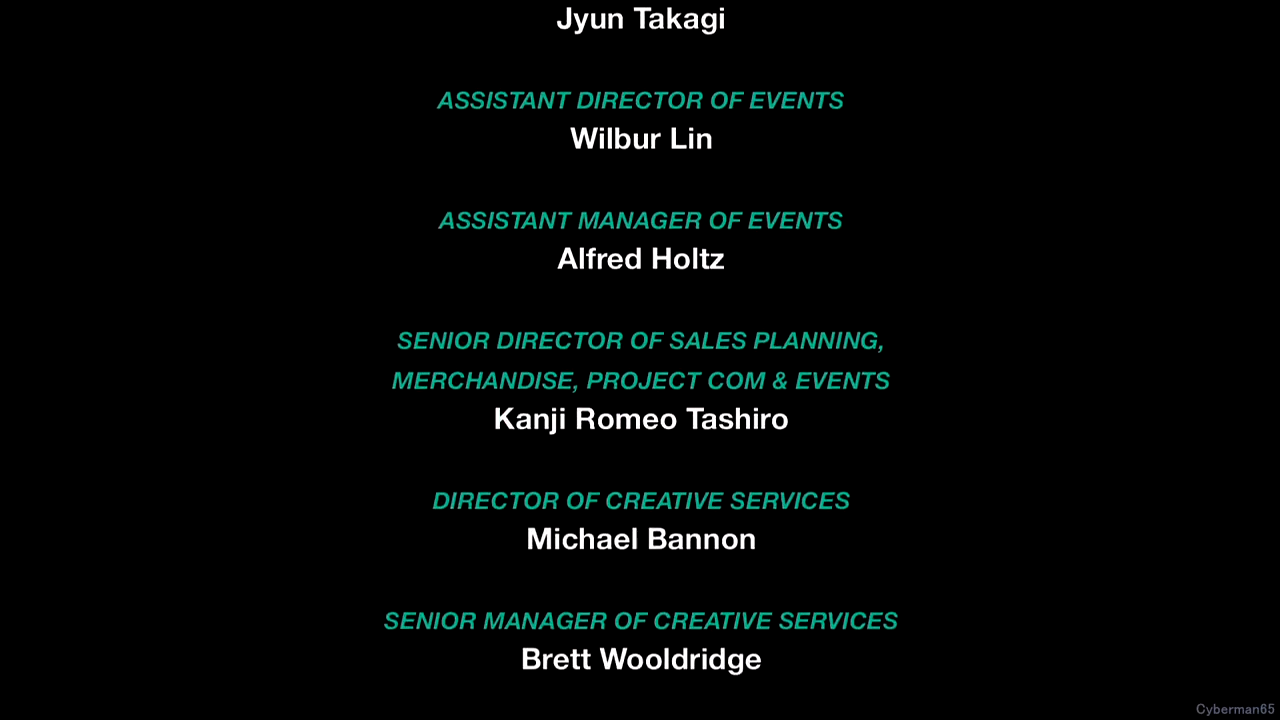 Jyun Takagi
ASSISTANT DIRECTOR OF EVENTS
Wilbur Lin
ASSISTANT MANAGER OF EVENTS
Alfred Holtz
SENIOR DIRECTOR OF SALES PLANNING,
MERCHANDISE, PROJECT COM & EVENTS
Kanji Romeo Tashiro
DIRECTOR OF CREATIVE SERVICES
Michael Bannon
SENIOR MANAGER OF CREATIVE SERVICES
Brett Wooldridge
Cyberman65